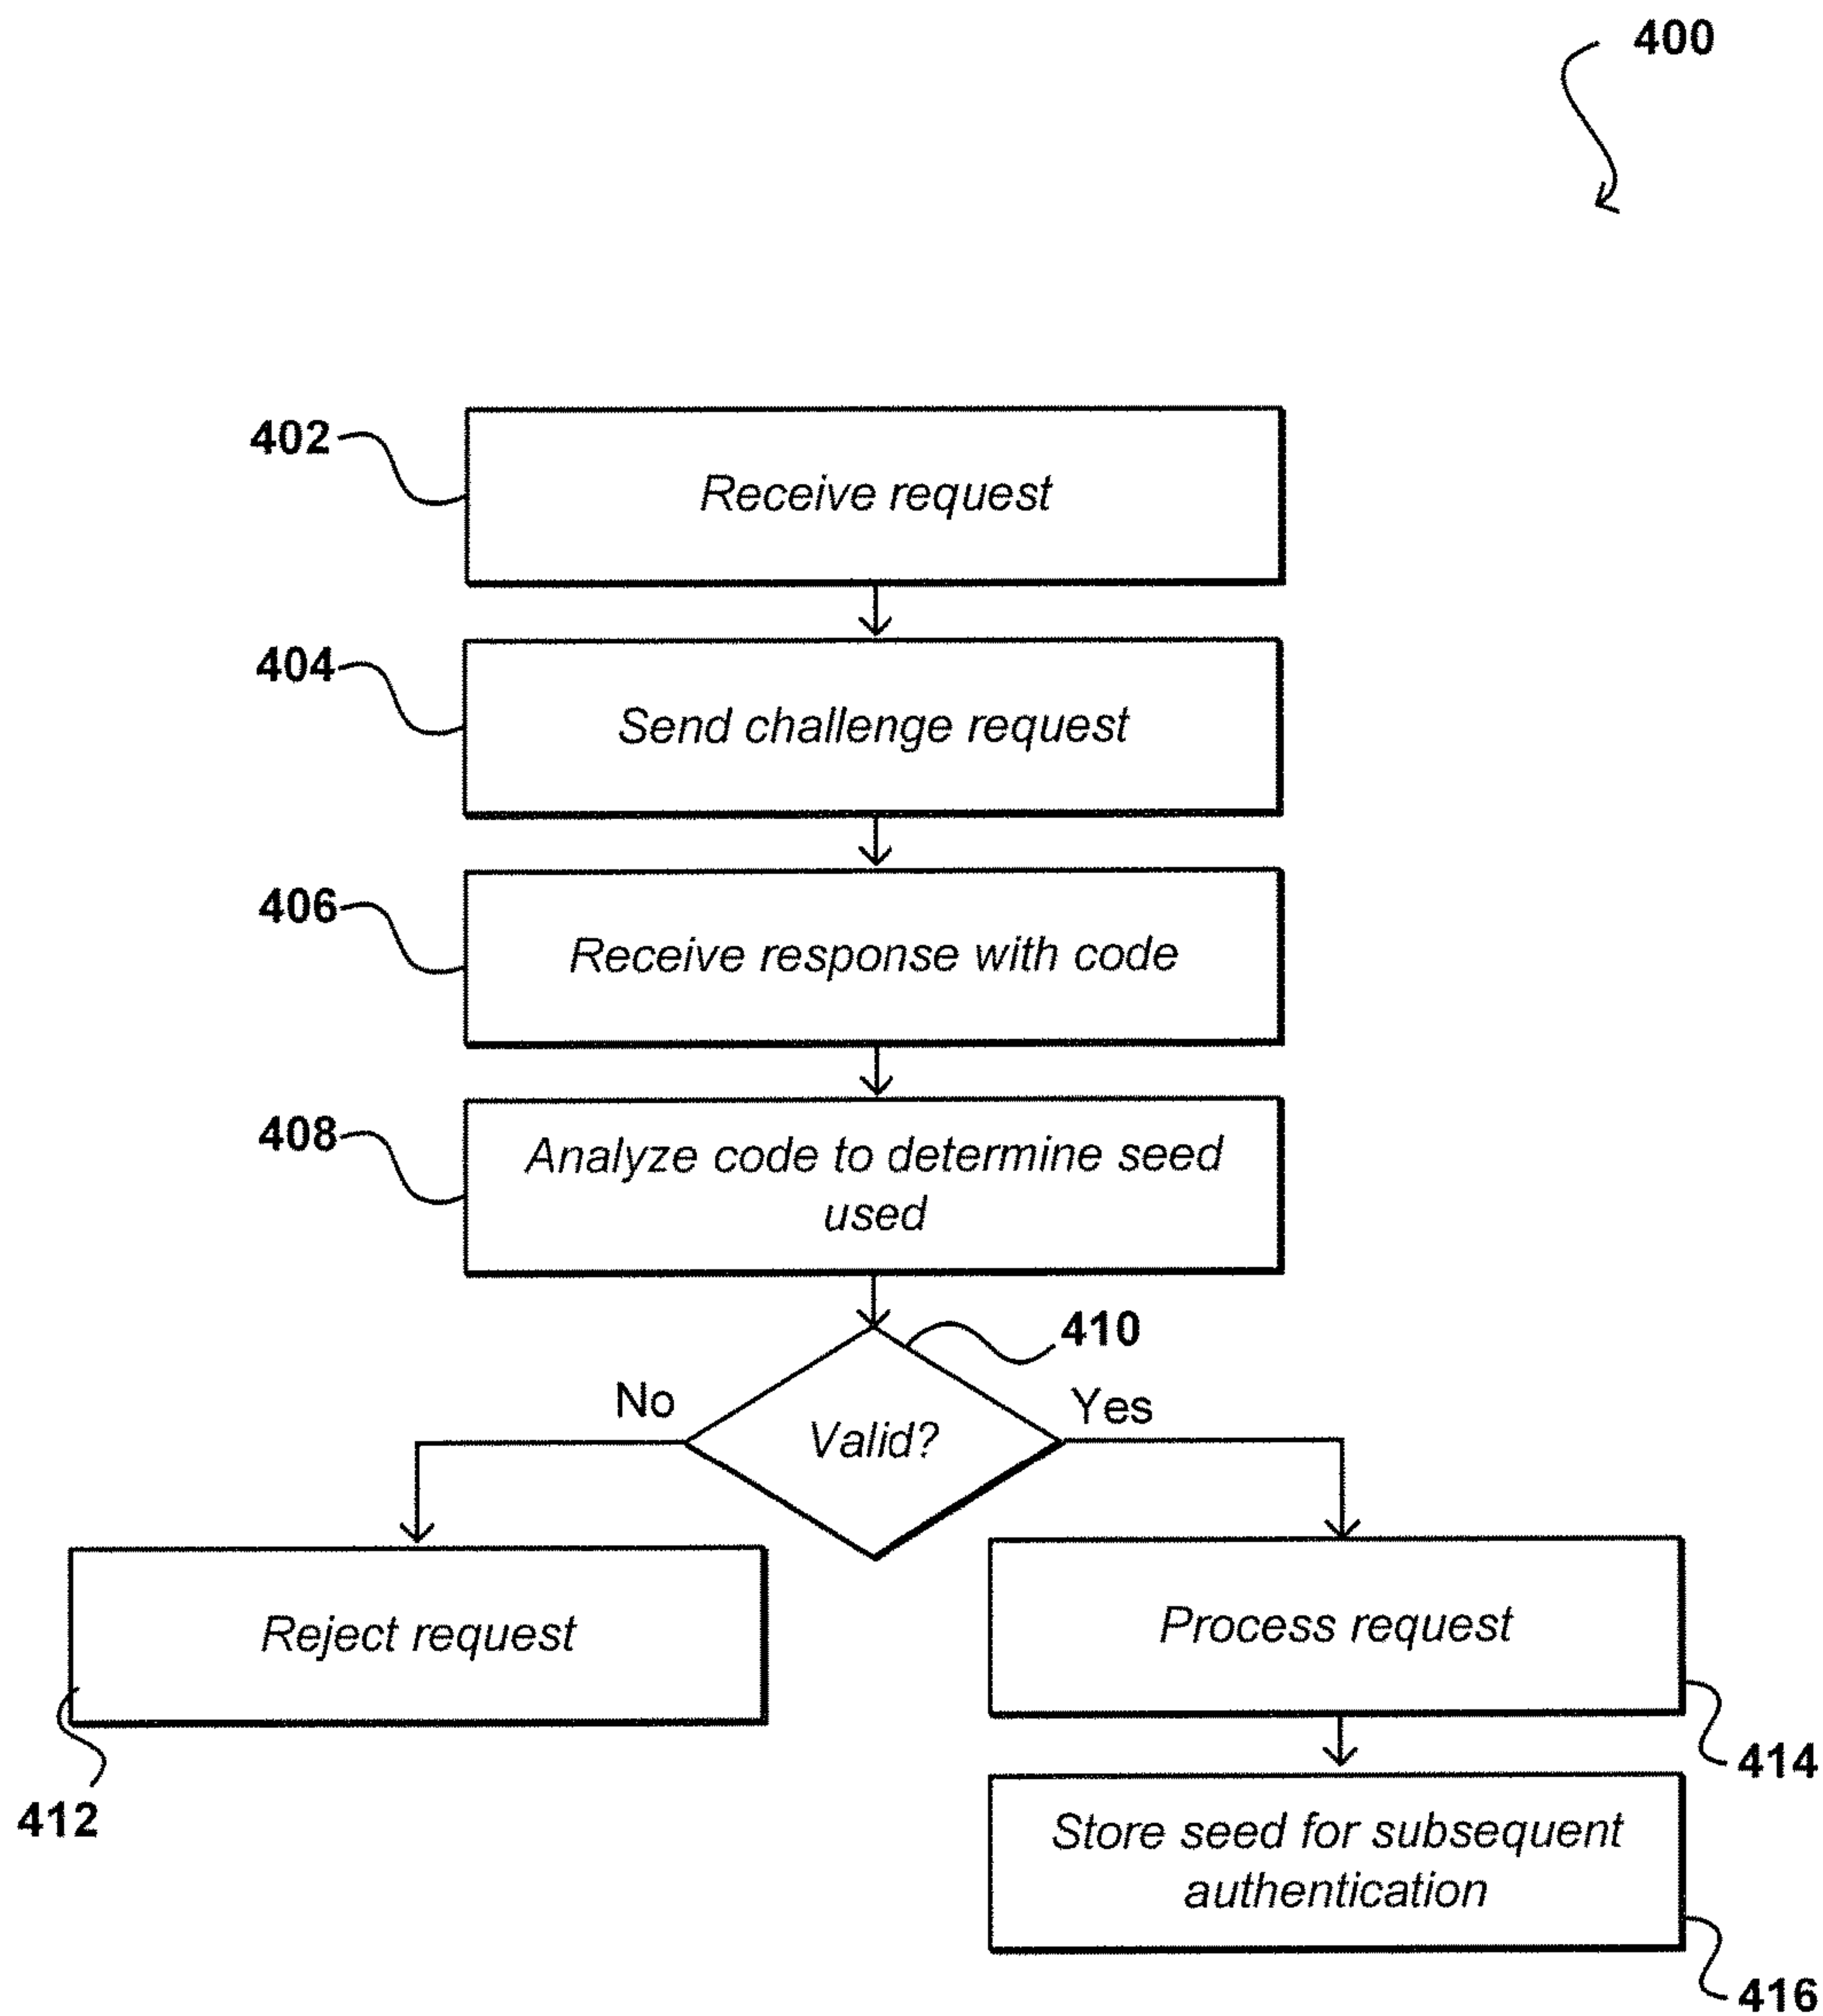 400
402
Receive request
404
Send challenge request
406
Receive response with code
408
Analyze code to determine seed
used
410
No
Yes
Valid?
Reject request
Process request
412
414
Store seed for subsequent
authentication
416